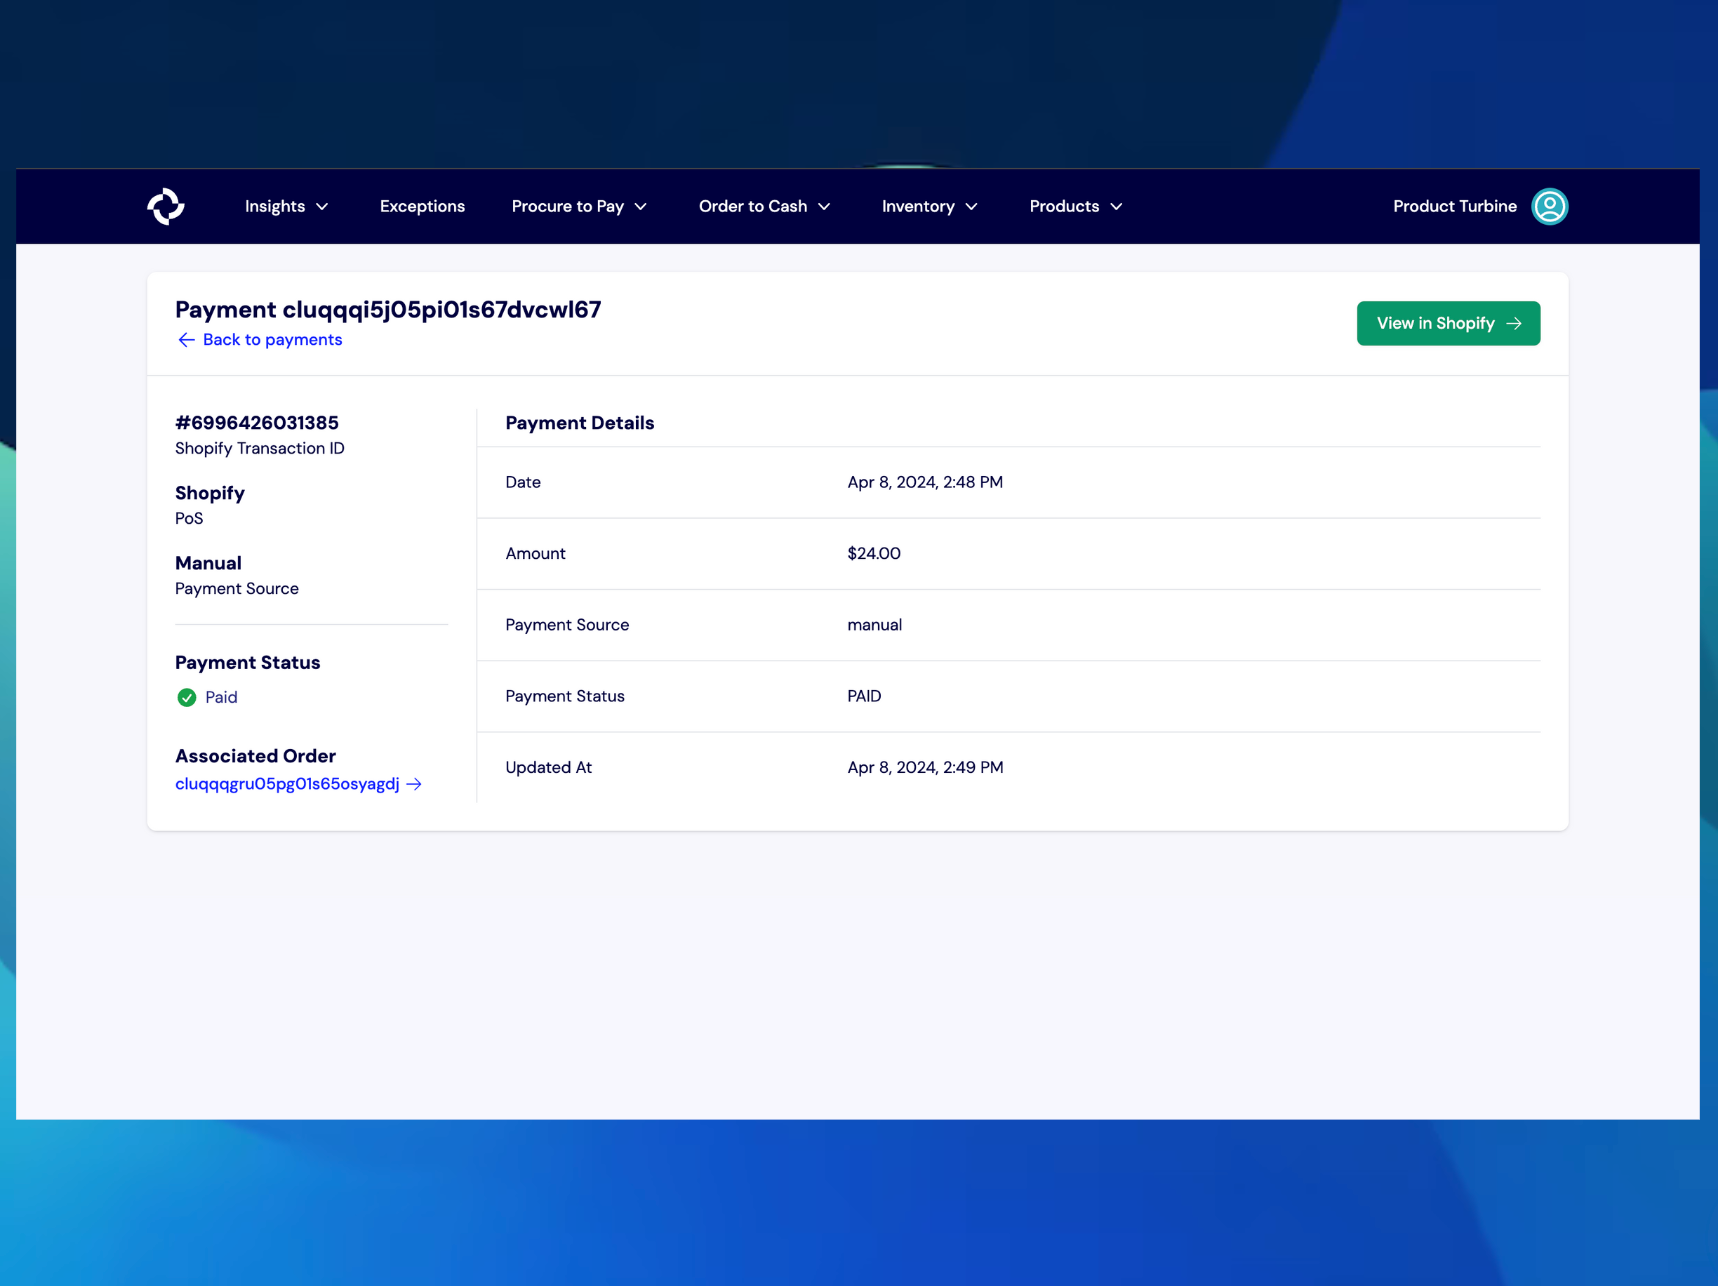 Insights
Exceptions
Procure to Pay
Order to Cash
Inventory
Products
Product Turbine
Payment cluqqqi5j05pi01s67dvcwl67
Back to payments
View in Shopify
#6996426031385
Shopify Transaction ID
Shopify
PoS
Manual
Payment Source
Payment Status
Paid
Associated Order
cluqqqgru05pg01s65osyagdj
Payment Details
Date Apr 8, 2024, 2:48 PM
Amount $24.00
Payment Source manual
Payment Status PAID
Updated At Apr 8, 2024, 2:49 PM